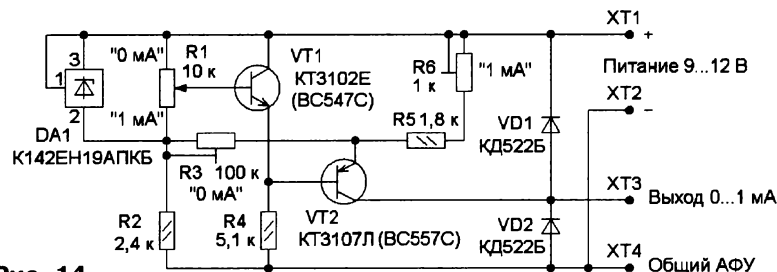 XT1
+
"0 мА"
R1
10 к
VT1
КТ3102Е
(BC547C)
R6
1 к
"1 мА"
Питание 9...12 В
XT2
–
3
1
2
"1 мА"
DA1
К142ЕН19АПКБ
R5 1,8 к
VD1
КД522Б
R3
100 к
"0 мА"
XT3
Выход 0...1 мА
R2
2,4 к
R4
5,1 к
VT2
КТ3107Л (BC557C)
VD2
КД522Б
XT4
Общий АФУ
Рис. 14